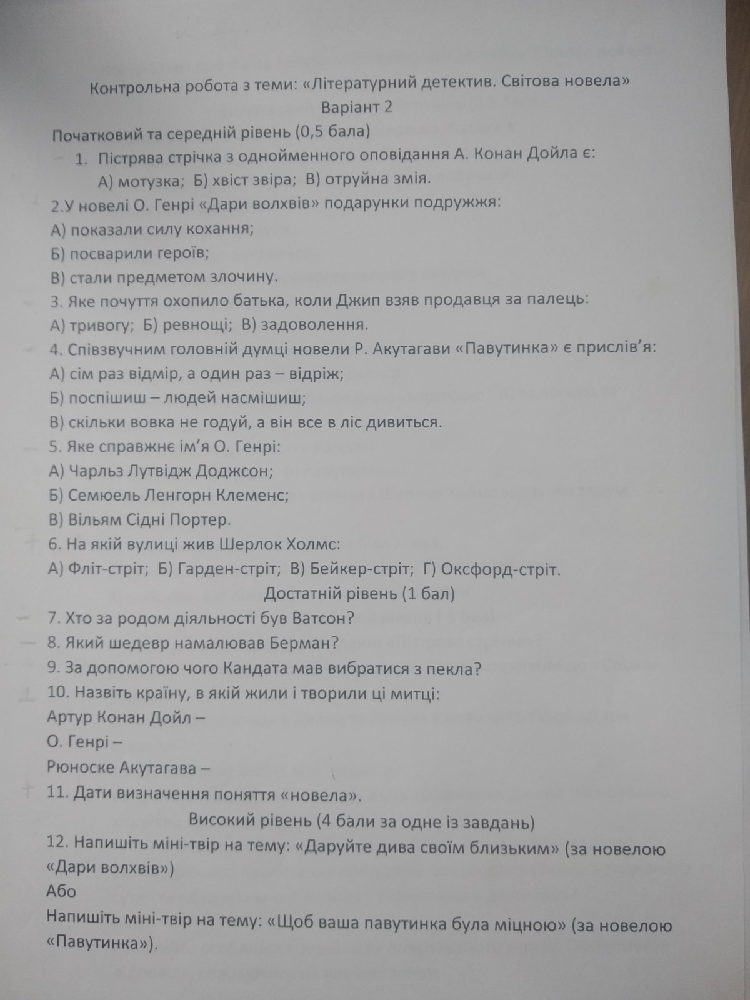 Контрольна робота з теми: «Літературний детектив. Світова новела»
Варіант 2
Початковий та середній рівень (0,5 бала)
1. Пістрява стрічка з однойменного оповідання А. Конан Дойла є:
А) мотузка; Б) хвіст звіра; В) отруйна змія.
2.У новелі О. Генрі «Дари волхвів» подарунки подружжя:
А) показали силу кохання;
Б) посварили героїв;
В) стали предметом злочину.
3. Яке почуття охопило батька, коли Джип взяв продавця за палець:
А) тривогу; Б) ревнощі; В) задоволення.
4. Співзвучним головній думці новели Р. Акутагави «Павутинка» є прислів’я:
А) сім раз відмір, а один раз – відріж;
Б) поспішиш – людей насмішиш;
В) скільки вовка не годуй, а він все в ліс дивиться.
5. Яке справжнє ім’я О. Генрі:
А) Чарльз Лутвідж Доджсон;
Б) Семюель Ленгорн Клеменс;
В) Вільям Сідні Портер.
6. На якій вулиці жив Шерлок Холмс:
А) Фліт-стріт; Б) Гарден-стріт; В) Бейкер-стріт; Г) Оксфорд-стріт.
Достатній рівень (1 бал)
7. Хто за родом діяльності був Ватсон?
8. Який шедевр намалював Берман?
9. За допомогою чого Кандата мав вибратися з пекла?
10. Назвіть країну, в якій жили і творили ці митці:
Артур Конан Дойл –
О. Генрі –
Рюноске Акутагава –
11. Дати визначення поняття «новела».
Високий рівень (4 бали за одне із завдань)
12. Напишіть міні-твір на тему: «Даруйте дива своїм близьким» (за новелою
«Дари волхвів»)
Або
Напишіть міні-твір на тему: «Щоб ваша павутинка була міцною» (за новелою
«Павутинка»).